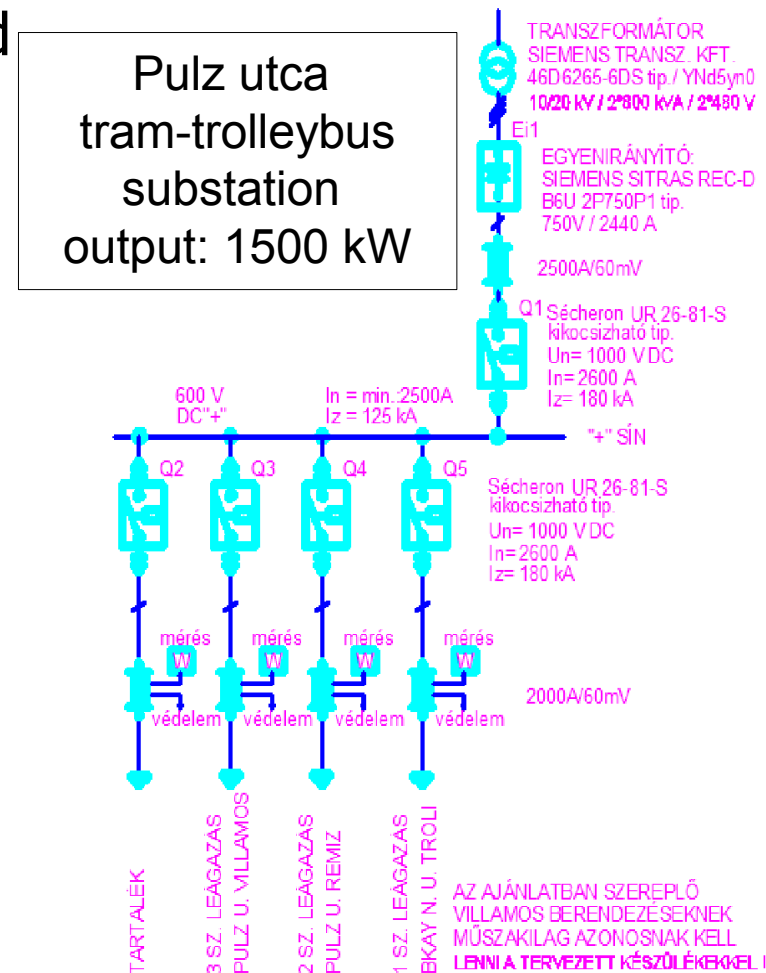 d
Pulz utca
tram-trolleybus
substation
output: 1500 kW
TRANSZFORMÁTOR
SIEMENS TRANSZ. KFT.
46D6265-6DS tip./ YNd5yn0
10/20 kV / 2*800 kVA / 2*480 V
Ei1
EGYENIRÁNYÍTÓ:
SIEMENS SITRAS REC-D
B6U 2P750P1 tip.
750V / 2440 A
2500A/60mV
Q1
Sécheron UR 26-81-S
kikocsizható tip.
Un= 1000 V DC
In= 2600 A
Iz= 180 kA
600 V
DC"+"
In = min.:2500A
Iz = 125 kA
"+" SÍN
Q2
Q3
Q4
Q5
Sécheron UR 26-81-S
kikocsizható tip.
Un= 1000 V DC
In= 2600 A
Iz= 180 kA
mérés
mérés
mérés
mérés
W
W
W
W
védelem
védelem
védelem
védelem
2000A/60mV
TARTALÉK
3 SZ. LEÁGAZÁS
PULZ U. VILLAMOS
2 SZ. LEÁGAZÁS
PULZ U. REMIZ
1 SZ. LEÁGAZÁS
BKAY N. U. TROLI
AZ AJÁNLATBAN SZEREPLŐ
VILLAMOS BERENDEZÉSEKNEK
MŰSZAKILAG AZONOSNAK KELL
LENNI A TERVEZETT KÉSZÜLÉKEKKEL !